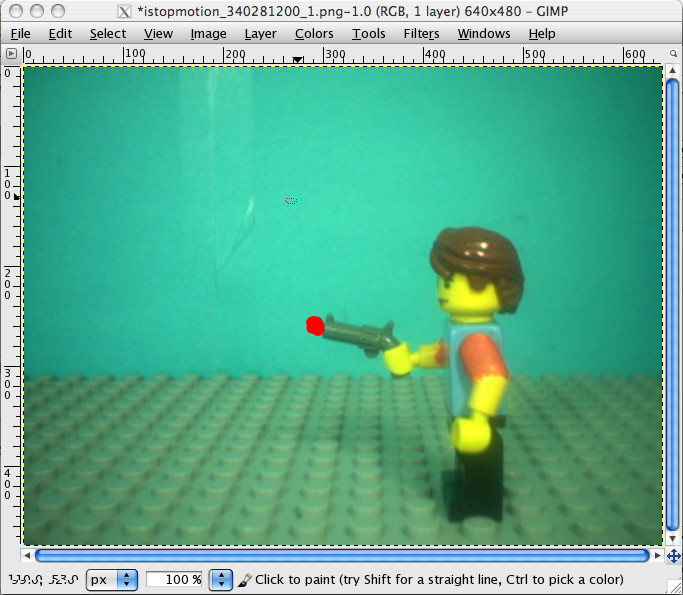 *istopmotion_340281200_1.png-1.0 (RGB, 1 layer) 640x480 – GIMP
File Edit Select View Image Layer Colors Tools Filters Windows Help
0 100 200 300 400 500 600
0
100
200
300
400
px 100 % Click to paint (try Shift for a straight line, Ctrl to pick a color)